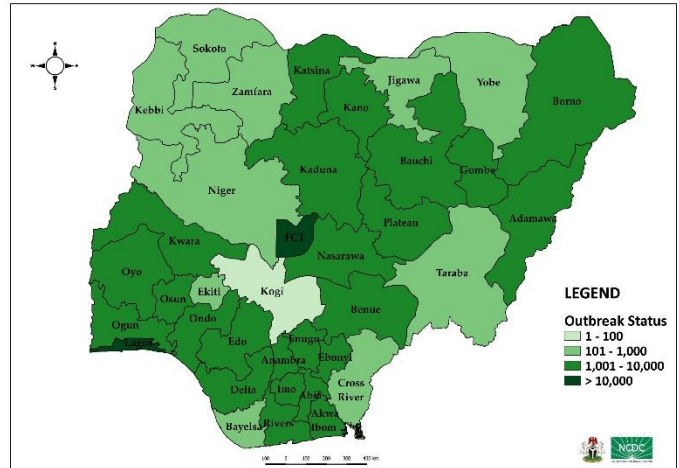 N
W
E
S
Sokoto
Katsina
Jigawa
Yobe
Zamfara
Kebbi
Kano
Borno
Bauchi
Kaduna
Gombe
Niger
Adamawa
Plateau
FCT
Kwara
Nasarawa
Taraba
Oyo
Kogi
Ekiti
Osun
Benue
Ondo
Ogun
Lagos
Edo
Enugu
Anambra
Ebonyi
Cross
River
Delta
Imo
Abia
Akwa
Ibom
Bayelsa
Rivers
LEGEND
Outbreak Status
1 - 100
101 - 1,000
1,001 - 10,000
> 10,000
100 0 100 200 300 400 km
NCDC